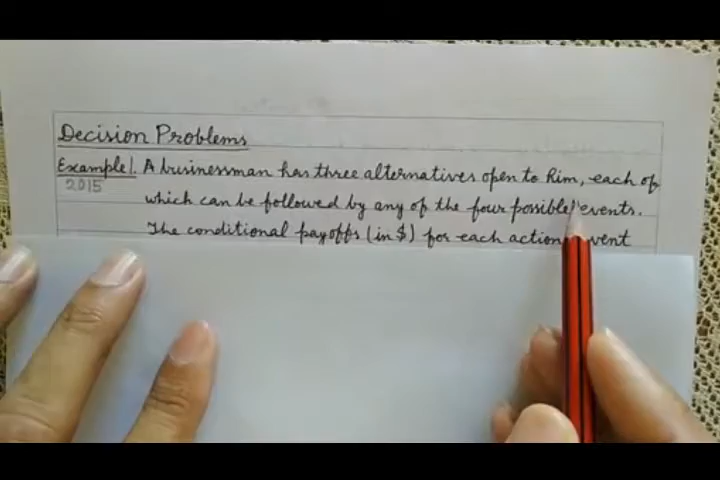 Decision Problems
Example 1. A businessman has three alternatives open to him, each of
2015
which can be followed by any of the four possible events.
The conditional payoffs (in $) for each action